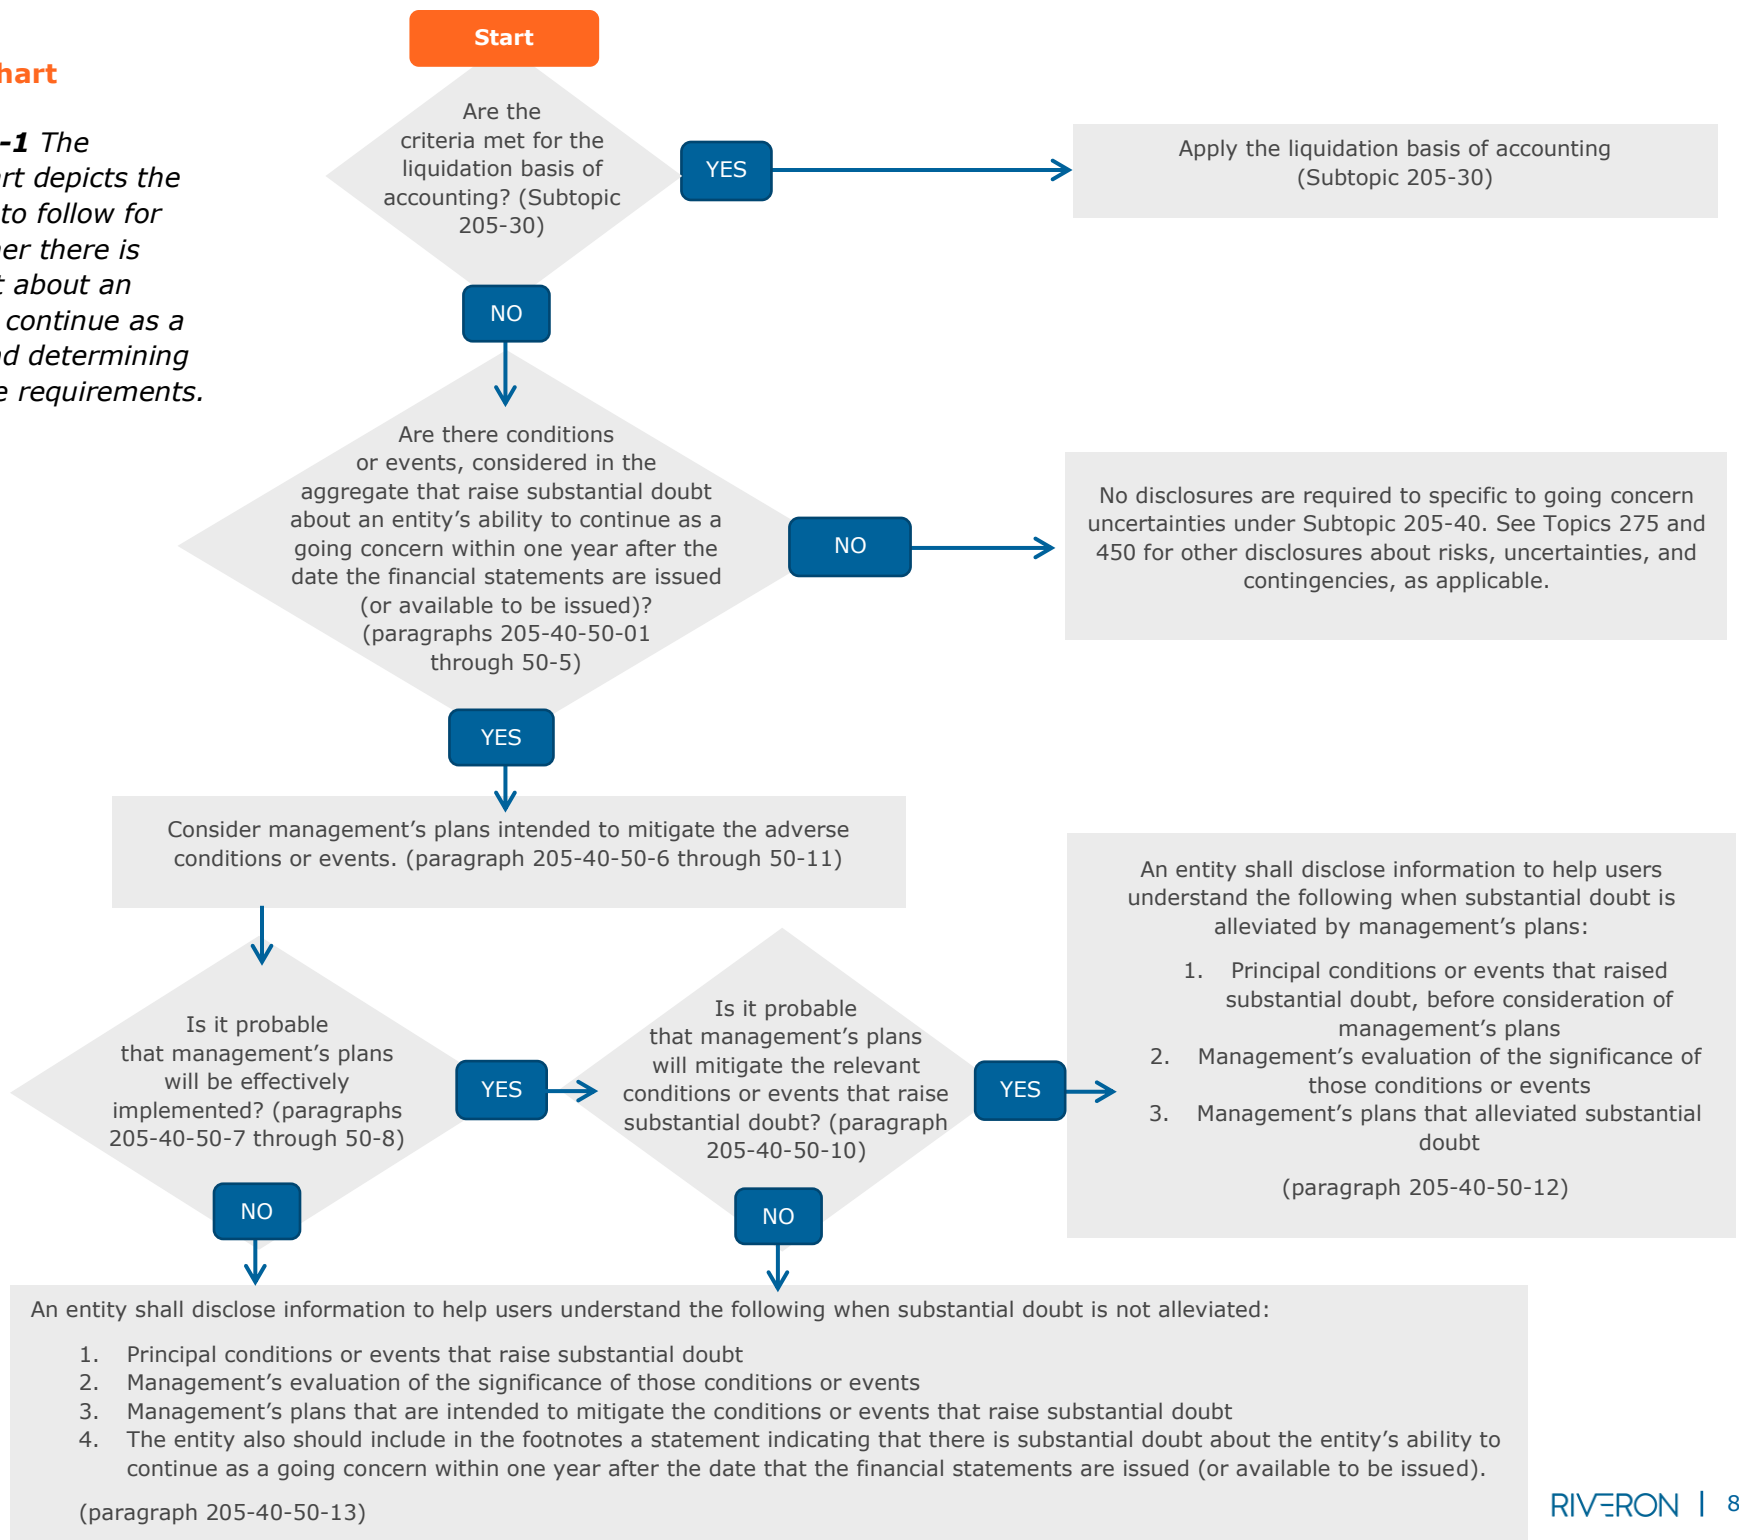 Start
hart
-1 The
art depicts the
to follow for
her there is
t about an
continue as a
nd determining
e requirements.
Are the
criteria met for the
liquidation basis of
accounting? (Subtopic
205-30)
YES
Apply the liquidation basis of accounting
(Subtopic 205-30)
NO
Are there conditions
or events, considered in the
aggregate that raise substantial doubt
about an entity’s ability to continue as a
going concern within one year after the
date the financial statements are issued
(or available to be issued)?
(paragraphs 205-40-50-01
through 50-5)
NO
No disclosures are required to specific to going concern
uncertainties under Subtopic 205-40. See Topics 275 and
450 for other disclosures about risks, uncertainties, and
contingencies, as applicable.
YES
Consider management’s plans intended to mitigate the adverse
conditions or events. (paragraph 205-40-50-6 through 50-11)
Is it probable
that management’s plans
will be effectively
implemented? (paragraphs
205-40-50-7 through 50-8)
YES
Is it probable
that management’s plans
will mitigate the relevant
conditions or events that raise
substantial doubt? (paragraph
205-40-50-10)
YES
An entity shall disclose information to help users
understand the following when substantial doubt is
alleviated by management’s plans:
1. Principal conditions or events that raised
substantial doubt, before consideration of
management’s plans
2. Management’s evaluation of the significance of
those conditions or events
3. Management’s plans that alleviated substantial
doubt
(paragraph 205-40-50-12)
NO
NO
An entity shall disclose information to help users understand the following when substantial doubt is not alleviated:
1. Principal conditions or events that raise substantial doubt
2. Management’s evaluation of the significance of those conditions or events
3. Management’s plans that are intended to mitigate the conditions or events that raise substantial doubt
4. The entity also should include in the footnotes a statement indicating that there is substantial doubt about the entity’s ability to
continue as a going concern within one year after the date that the financial statements are issued (or available to be issued).
(paragraph 205-40-50-13)
RIVERON | 8